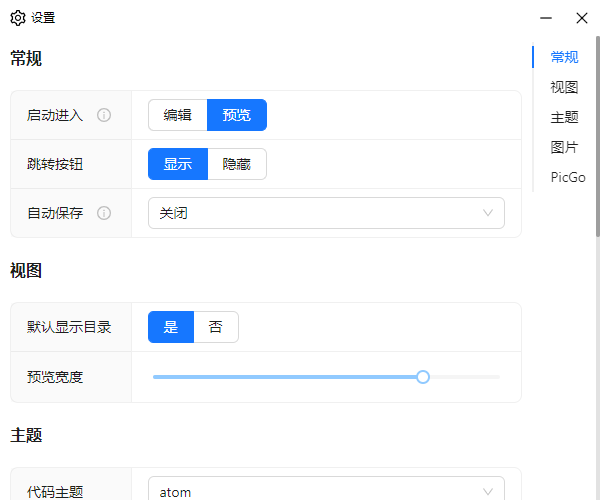 设置
常规
启动进入 编辑 预览
跳转按钮 显示 隐藏
自动保存 关闭
视图
默认显示目录 是 否
预览宽度
主题
代码主题 atom
常规
视图
主题
图片
PicGo